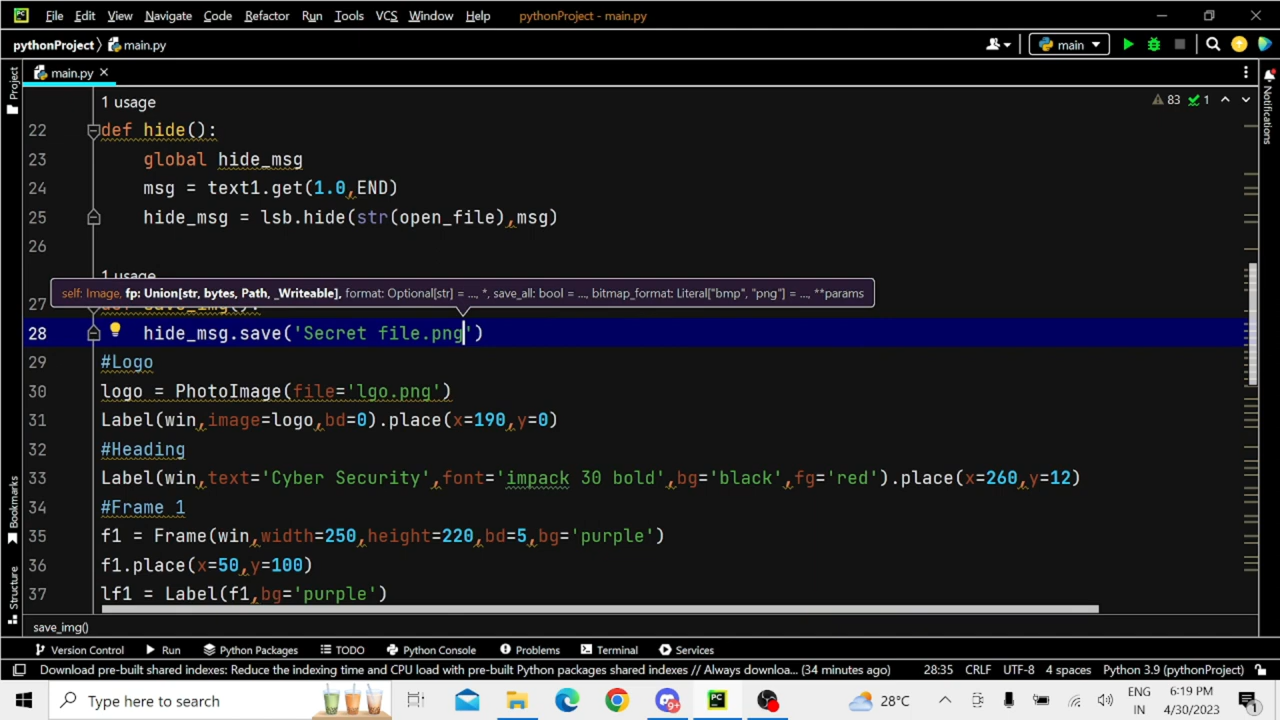 PC File Edit View Navigate Code Refactor Run Tools VCS Window Help pythonProject - main.py
pythonProject main.py main
main.py
Project
Notifications
1 usage
83 1
22 def hide():
23 global hide_msg
24 msg = text1.get(1.0,END)
25 hide_msg = lsb.hide(str(open_file),msg)
26
1 usage
self: Image, fp: Union[str, bytes, Path, _Writeable], format: Optional[str] = ..., *, save_all: bool = ..., bitmap_format: Literal["bmp", "png"] = ..., **params
27 def save_img():
28 hide_msg.save('Secret file.png')
29 #Logo
30 logo = PhotoImage(file='lgo.png')
31 Label(win,image=logo,bd=0).place(x=190,y=0)
32 #Heading
33 Label(win,text='Cyber Security',font='impack 30 bold',bg='black',fg='red').place(x=260,y=12)
34 #Frame 1
35 f1 = Frame(win,width=250,height=220,bd=5,bg='purple')
36 f1.place(x=50,y=100)
37 lf1 = Label(f1,bg='purple')
Bookmarks
Structure
save_img()
Version Control Run Python Packages TODO Python Console Problems Terminal Services
Download pre-built shared indexes: Reduce the indexing time and CPU load with pre-built Python packages shared indexes // Always downloa... (34 minutes ago) 28:35 CRLF UTF-8 4 spaces Python 3.9 (pythonProject)
Type here to search 9+ PC 28°C ENG 6:19 PM
IN 4/30/2023 1